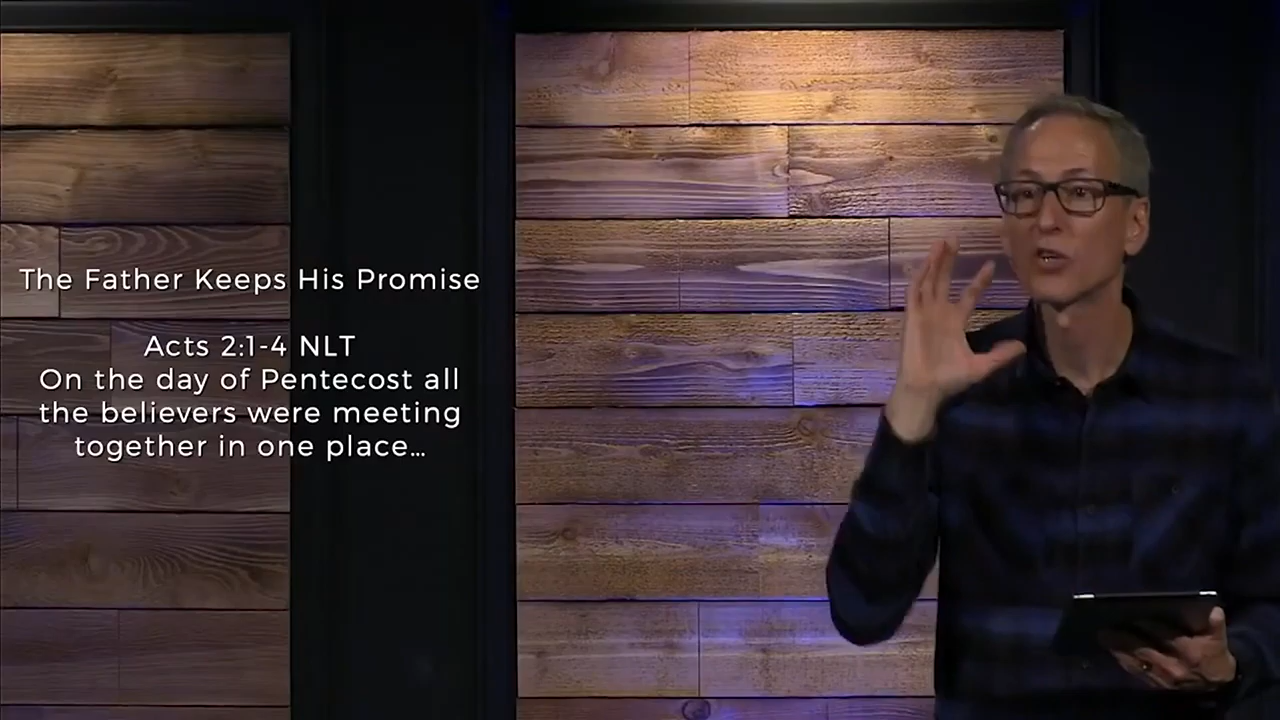 The Father Keeps His Promise
Acts 2:1-4 NLT
On the day of Pentecost all
the believers were meeting
together in one place…